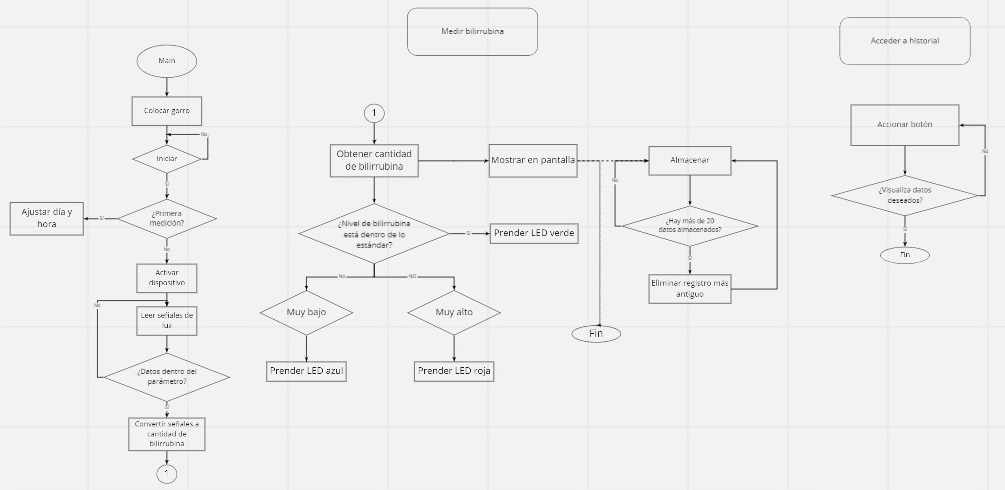 Medir bilirrubina
Acceder a historial
Main
Colocar gorro
No
Iniciar
Si
¿Primera
medición?
Si
Ajustar día y
hora
No
Activar
dispositivo
No
Leer señales de
luz
¿Datos dentro del
parámetro?
Si
Convertir señales a
cantidad de
bilirrubina
1
1
Obtener cantidad
de bilirrubina
Mostrar en pantalla
¿Nivel de bilirrubina
está dentro de lo
estándar?
Si
Prender LED verde
No
NO
Muy bajo
Muy alto
Prender LED azul
Prender LED roja
Fin
Almacenar
No
¿Hay más de 20
datos almacenados?
Si
Eliminar registro más
antiguo
Accionar botón
No
¿Visualiza datos
deseados?
Si
Fin